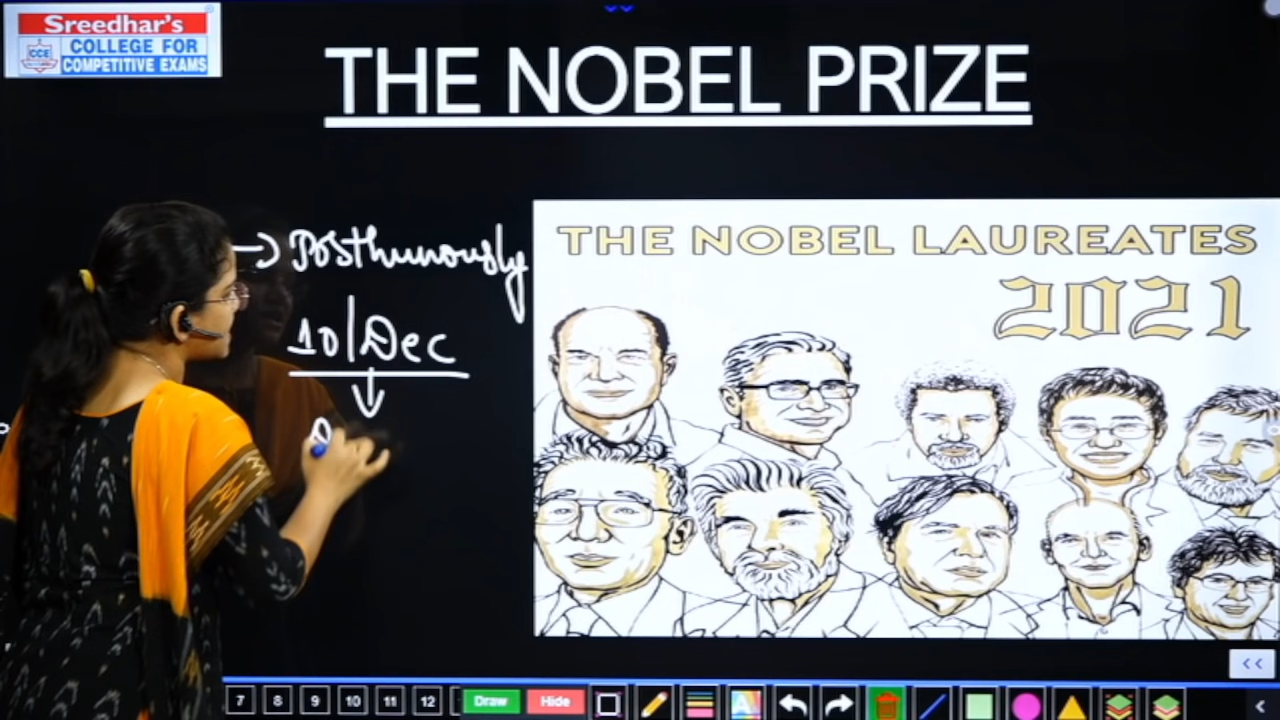 Sreedhar's
CCE
COLLEGE FOR
COMPETITIVE EXAMS
THE NOBEL PRIZE
→ Posthumously
10/Dec
↓
THE NOBEL LAUREATES
2021
7 8 9 10 11 12
Draw
Hide
<<
<